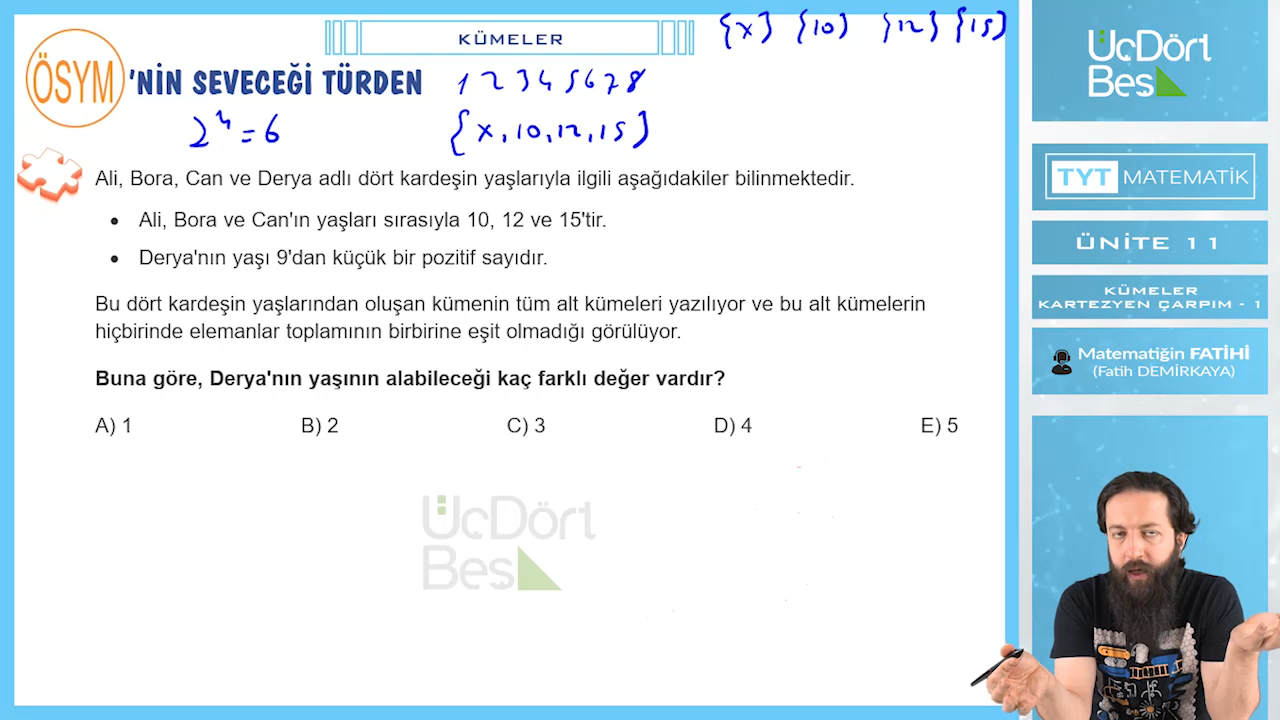 KÜMELER
{x} {10} {12} {15}
ÖSYM'NİN SEVECEĞİ TÜRDEN
1 2 3 4 5 6 7 8
2⁴ = 6
{x, 10, 12, 15}
Ali, Bora, Can ve Derya adlı dört kardeşin yaşlarıyla ilgili aşağıdakiler bilinmektedir.
• Ali, Bora ve Can'ın yaşları sırasıyla 10, 12 ve 15'tir.
• Derya'nın yaşı 9'dan küçük bir pozitif sayıdır.
Bu dört kardeşin yaşlarından oluşan kümenin tüm alt kümeleri yazılıyor ve bu alt kümelerin
hiçbirinde elemanlar toplamının birbirine eşit olmadığı görülüyor.
Buna göre, Derya'nın yaşının alabileceği kaç farklı değer vardır?
A) 1 B) 2 C) 3 D) 4 E) 5
ÜçDört
Beş
ÜçDört
Beş
TYT MATEMATİK
ÜNİTE 11
KÜMELER
KARTEZYEN ÇARPIM - 1
Matematiğin FATİHİ
(Fatih DEMİRKAYA)